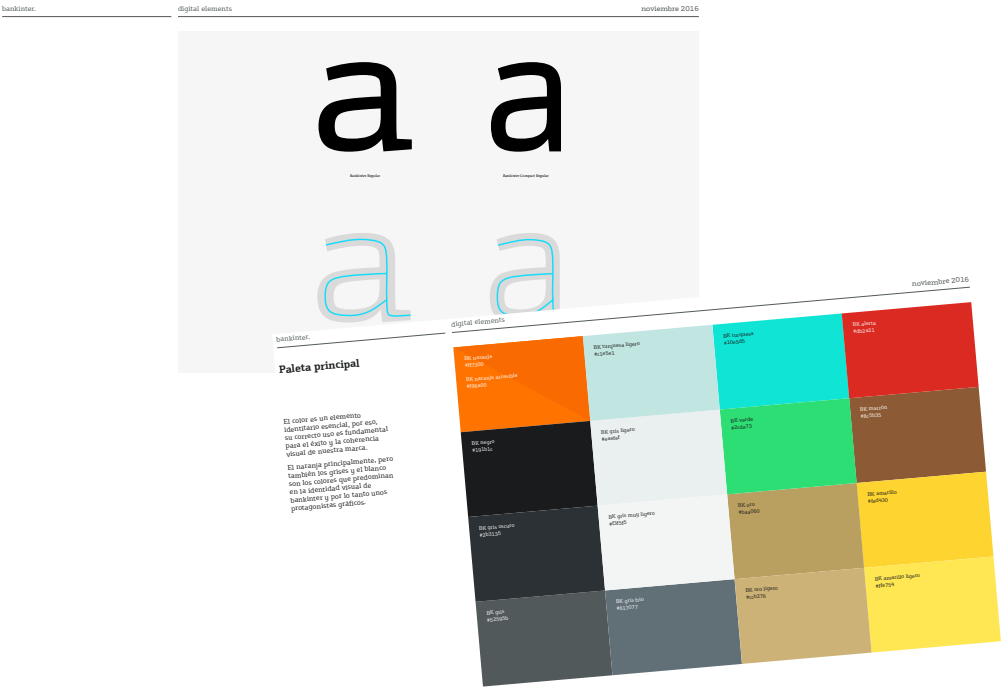 bankinter.
digital elements
noviembre 2016
a a
Bankinter Regular
Bankinter Compact Regular
a a
bankinter.
digital elements
noviembre 2016
Paleta principal
El color es un elemento
identitario esencial, por eso,
su correcto uso es fundamental
para el éxito y la coherencia
visual de nuestra marca.
El naranja principalmente, pero
también los grises y el blanco
son los colores que predominan
en la identidad visual de
bankinter y por lo tanto unos
protagonistas gráficos.
BK naranja
BK naranja accesible
BK turquesa ligero
BK turquesa
BK alerta
BK negro
BK gris ligero
BK verde
BK marrón
BK gris oscuro
BK gris muy ligero
BK oro
BK amarillo
BK gris
BK gris frío
BK oro ligero
BK amarillo ligero